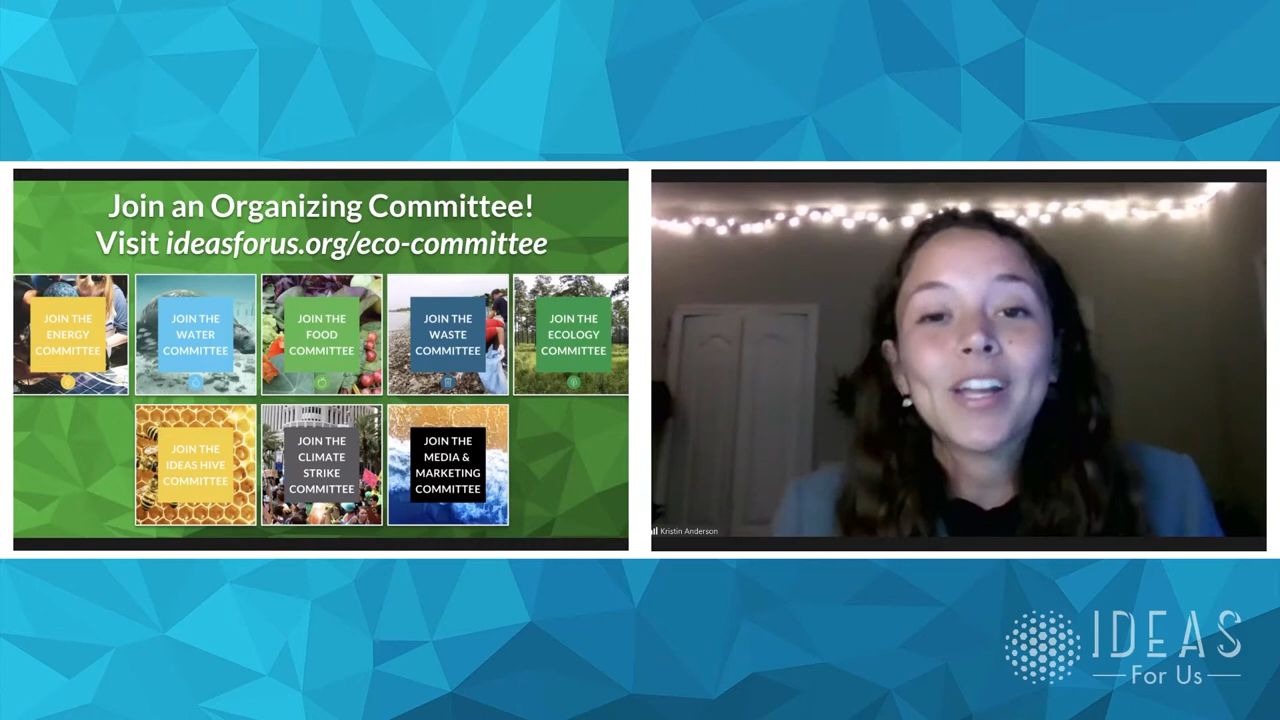 Join an Organizing Committee!
Visit ideasforus.org/eco-committee
JOIN THE
ENERGY
COMMITTEE
JOIN THE
WATER
COMMITTEE
JOIN THE
FOOD
COMMITTEE
JOIN THE
WASTE
COMMITTEE
JOIN THE
ECOLOGY
COMMITTEE
JOIN THE
IDEAS HIVE
COMMITTEE
JOIN THE
CLIMATE
STRIKE
COMMITTEE
JOIN THE
MEDIA &
MARKETING
COMMITTEE
Kristin Anderson
IDEAS
For Us